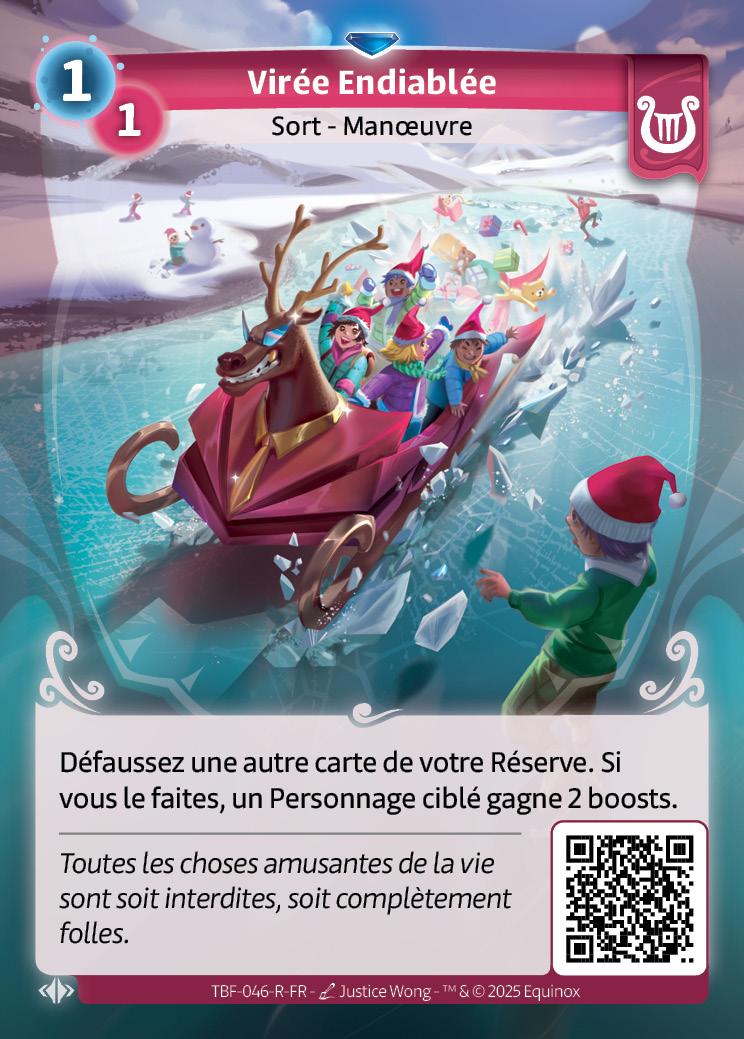 1
Virée Endiablée
1
Sort - Manœuvre
Défaussez une autre carte de votre Réserve. Si
vous le faites, un Personnage ciblé gagne 2 boosts.
Toutes les choses amusantes de la vie
sont soit interdites, soit complètement
folles.
TBF-046-R-FR - Justice Wong - ™ & © 2025 Equinox